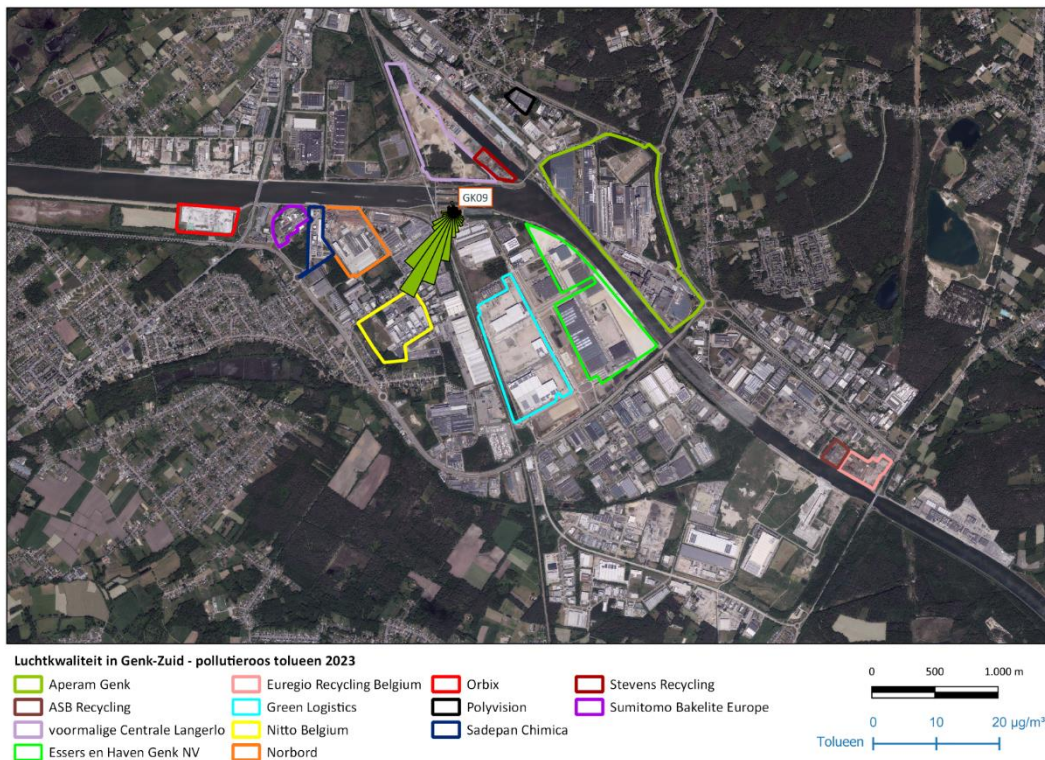 GK09
Luchtkwaliteit in Genk-Zuid - pollutieroos tolueen 2023
Aperam Genk
ASB Recycling
voormalige Centrale Langerlo
Essers en Haven Genk NV
Euregio Recycling Belgium
Green Logistics
Nitto Belgium
Norbord
Orbix
Polyvision
Sadepan Chimica
Stevens Recycling
Sumitomo Bakelite Europe
0 500 1.000 m
0 10 20 µg/m³
Tolueen